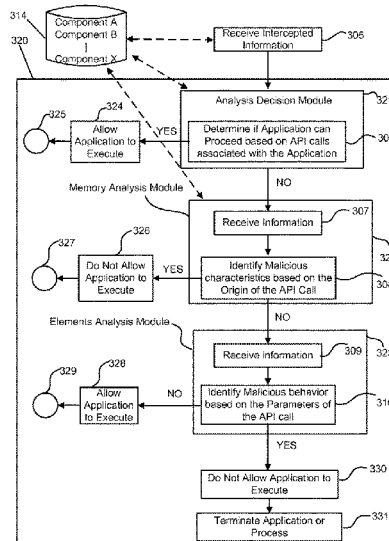 314
Component A
Component B
Component X
320
Receive Intercepted
Information
305
Analysis Decision Module
Determine if Application can
Proceed based on API calls
associated with the Application
YES
324
Allow
Application to
Execute
325
NO
Memory Analysis Module
Receive Information
307
Identify Malicious
characteristics based on the
Origin of the API Call
YES
326
Do Not Allow
Application to
Execute
327
NO
Elements Analysis Module
Receive information
309
Identify Malicious behavior
based on the Parameters of
the API call
NO
328
Allow
Application
to Execute
329
YES
Do Not Allow Application to
Execute
330
Terminate Application or
Process
331